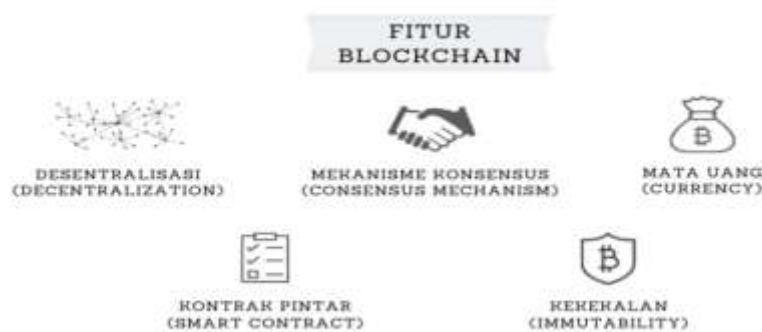 FITUR
BLOCKCHAIN
DESENTRALISASI
(DECENTRALIZATION)
MEKANISME KONSENSUS
(CONSENSUS MECHANISM)
MATA UANG
(CURRENCY)
KONTRAK PINTAR
(SMART CONTRACT)
KEKEKALAN
(IMMUTABILITY)